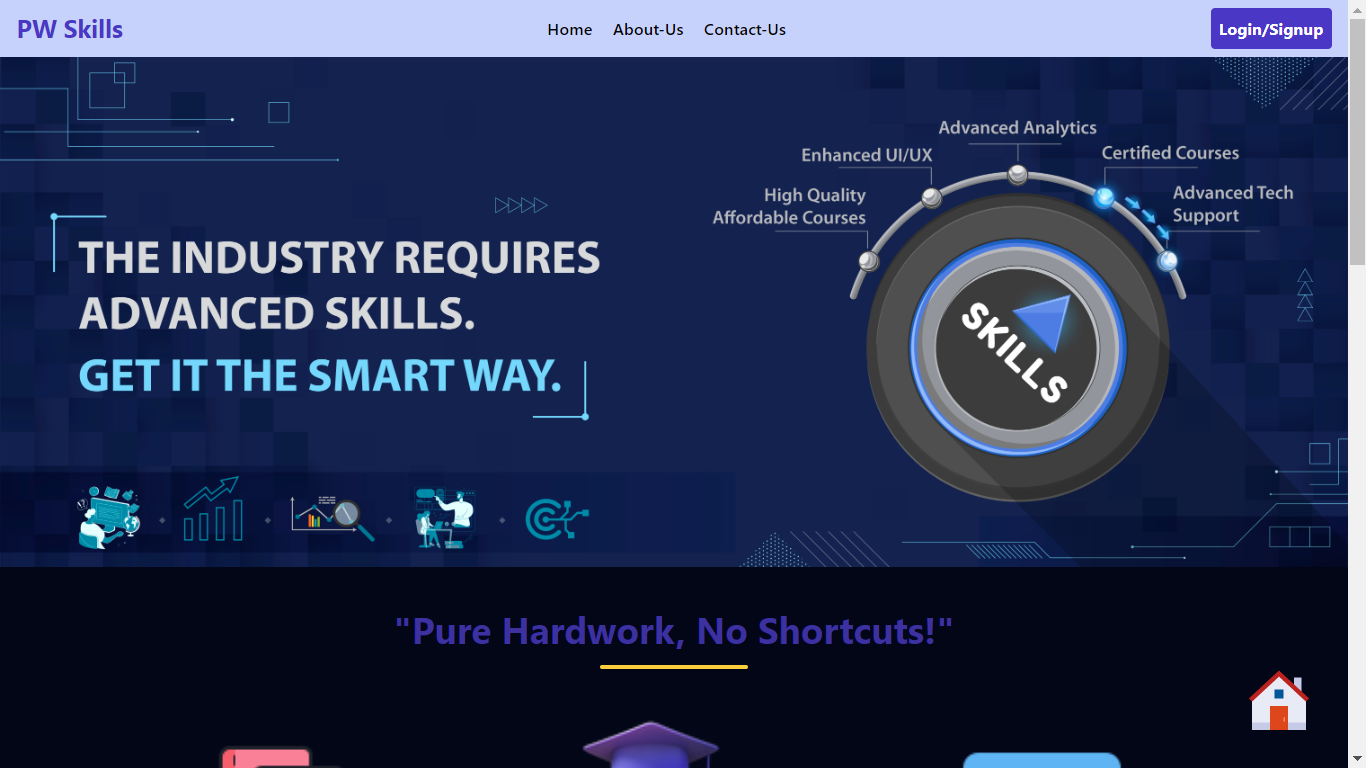 PW Skills
Home
About-Us
Contact-Us
Login/Signup
Advanced Analytics
Enhanced UI/UX
Certified Courses
High Quality
Affordable Courses
Advanced Tech
Support
THE INDUSTRY REQUIRES
ADVANCED SKILLS.
GET IT THE SMART WAY.
SKILLS
"Pure Hardwork, No Shortcuts!"